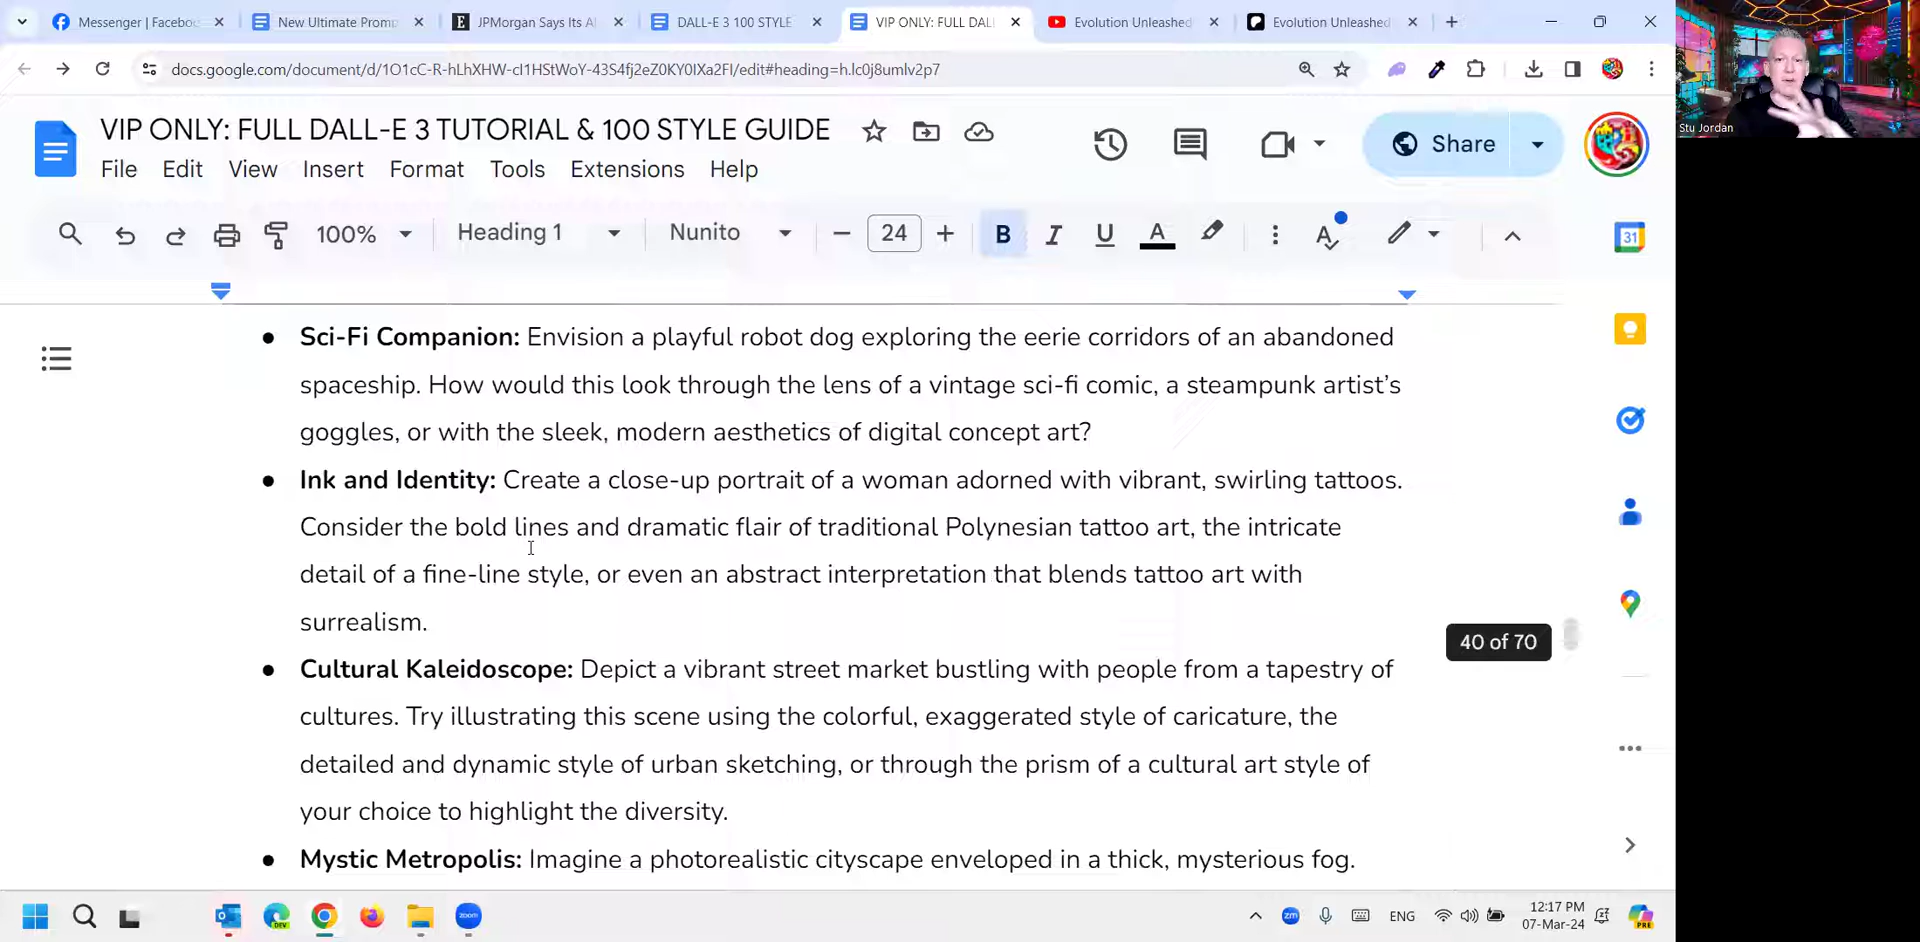 Messenger | Faceboo
New Ultimate Promp
JPMorgan Says Its AI
DALL-E 3 100 STYLE
VIP ONLY: FULL DAL
Evolution Unleashed
Evolution Unleashed
docs.google.com/document/d/1O1cC-R-hLhXHW-cI1HStWoY-43S4fj2eZ0KY0IXa2FI/edit#heading=h.lc0j8umlv2p7
Stu Jordan
VIP ONLY: FULL DALL-E 3 TUTORIAL & 100 STYLE GUIDE
Share
File Edit View Insert Format Tools Extensions Help
100% Heading 1 Nunito − 24 + B I U A
31
● Sci-Fi Companion: Envision a playful robot dog exploring the eerie corridors of an abandoned
spaceship. How would this look through the lens of a vintage sci-fi comic, a steampunk artist’s
goggles, or with the sleek, modern aesthetics of digital concept art?
● Ink and Identity: Create a close-up portrait of a woman adorned with vibrant, swirling tattoos.
Consider the bold lines and dramatic flair of traditional Polynesian tattoo art, the intricate
detail of a fine-line style, or even an abstract interpretation that blends tattoo art with
surrealism.
40 of 70
● Cultural Kaleidoscope: Depict a vibrant street market bustling with people from a tapestry of
cultures. Try illustrating this scene using the colorful, exaggerated style of caricature, the
detailed and dynamic style of urban sketching, or through the prism of a cultural art style of
your choice to highlight the diversity.
● Mystic Metropolis: Imagine a photorealistic cityscape enveloped in a thick, mysterious fog.
DEV
zoom
zm
ENG
12:17 PM
07-Mar-24
PRE